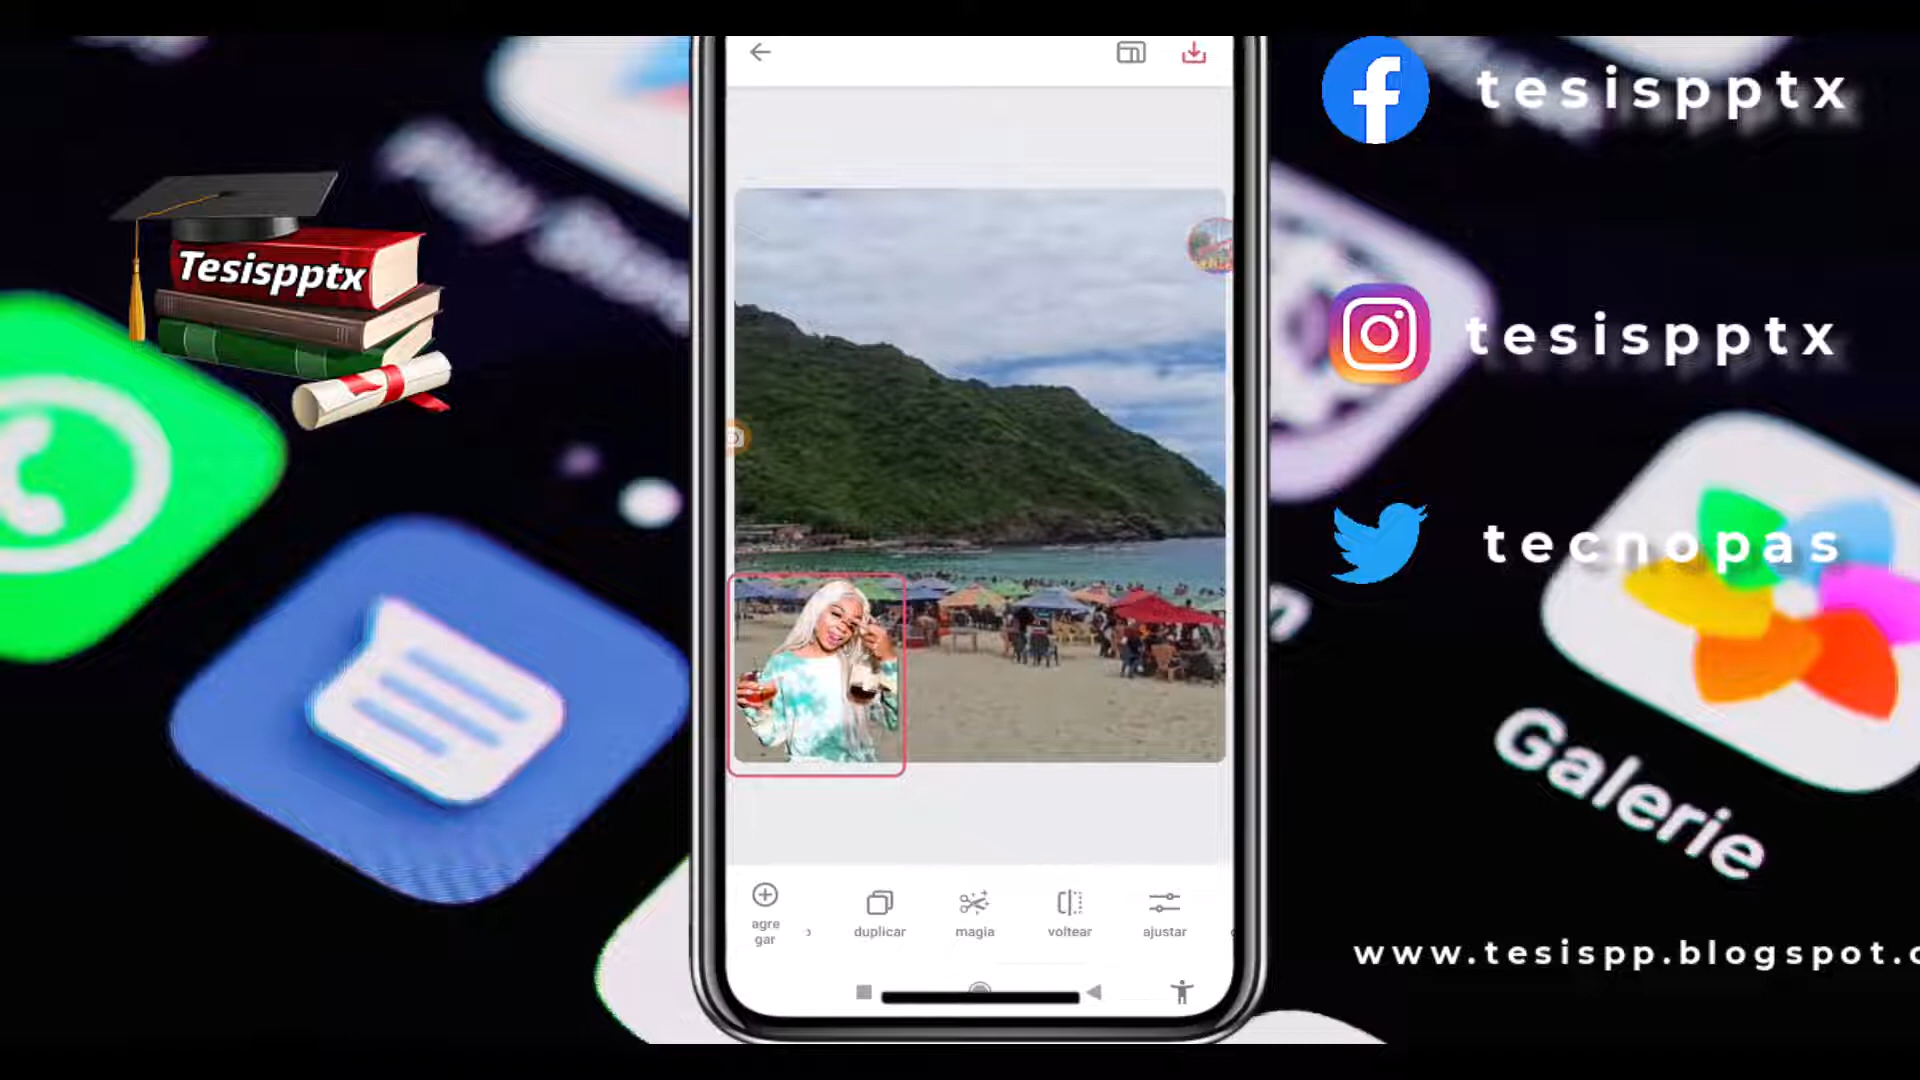 tesispptx
Tesispptx
tesispptx
tecnopas
Galerie
agre
gar
duplicar
magia
voltear
ajustar
www.tesispp.blogspot.c